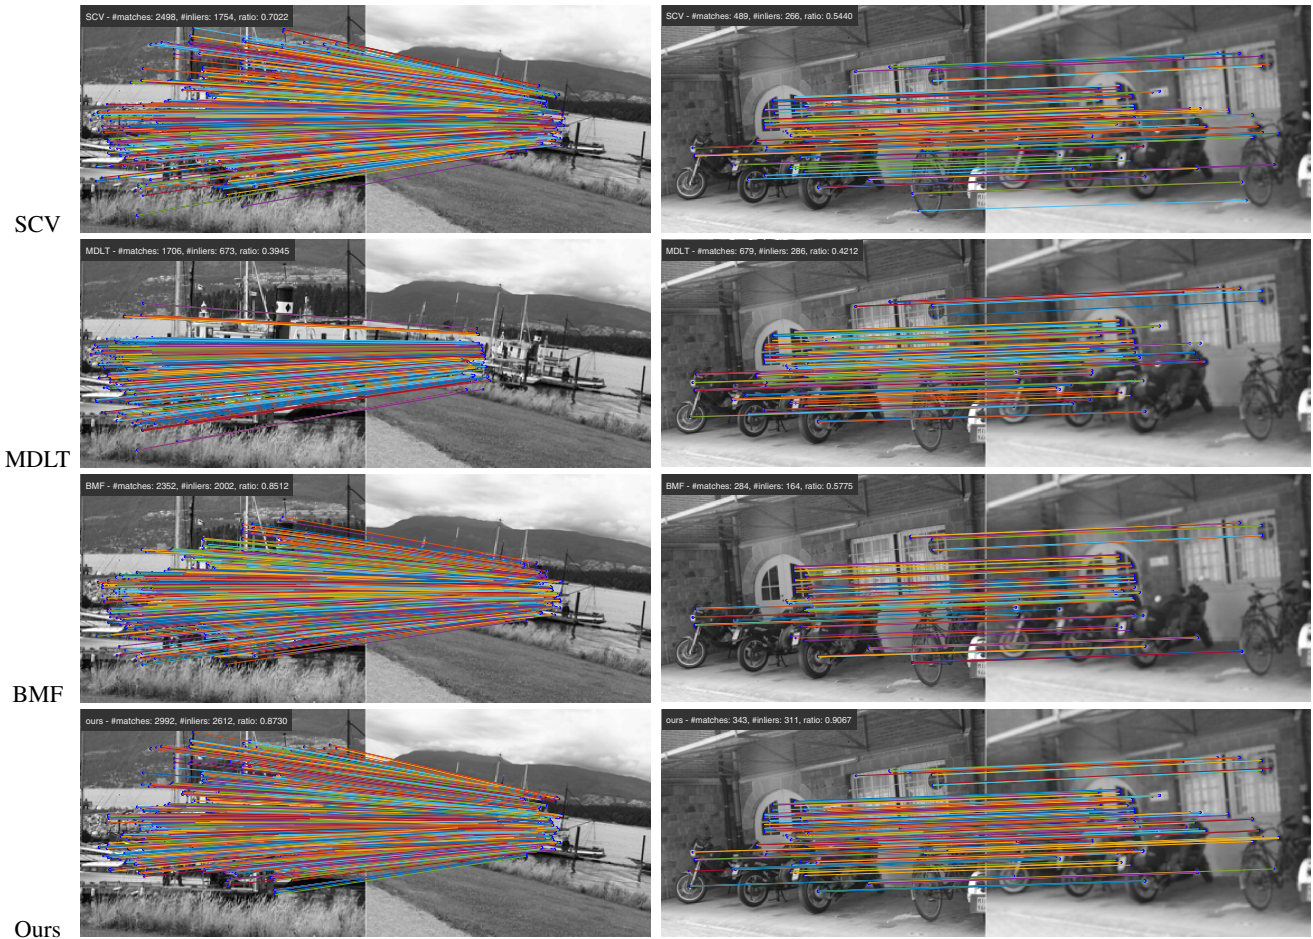 SCV - #matches: 2498, #inliers: 1754, ratio: 0.7022
SCV - #matches: 489, #inliers: 266, ratio: 0.5440
SCV
MDLT - #matches: 1706, #inliers: 673, ratio: 0.3945
MDLT - #matches: 679, #inliers: 286, ratio: 0.4212
MDLT
BMF - #matches: 2352, #inliers: 2002, ratio: 0.8512
BMF - #matches: 284, #inliers: 164, ratio: 0.5775
BMF
ours - #matches: 2992, #inliers: 2612, ratio: 0.8730
ours - #matches: 343, #inliers: 311, ratio: 0.9067
Ours